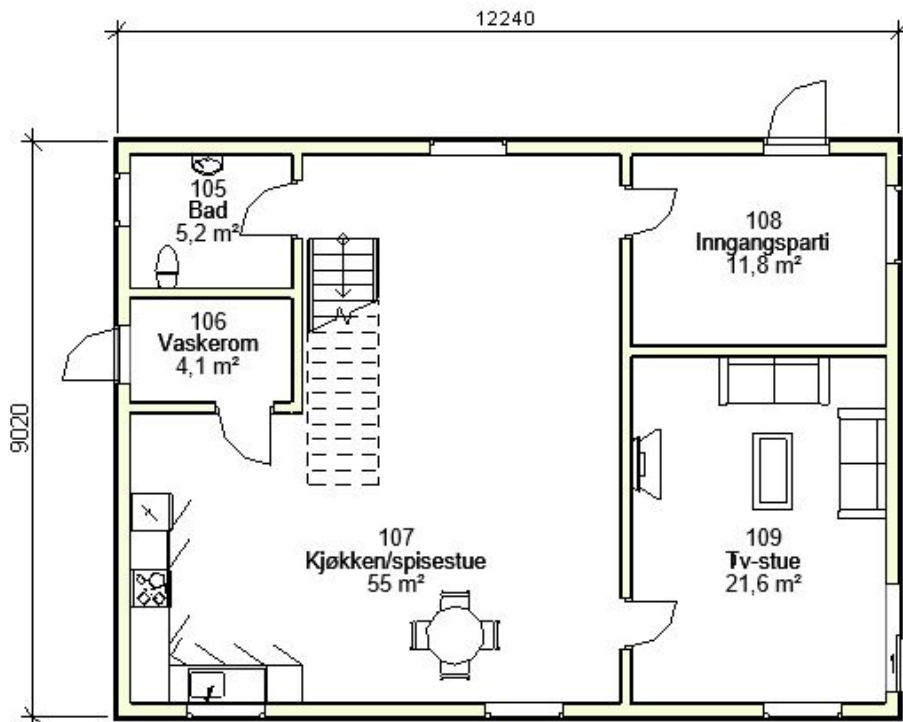 12240
9020
105
Bad
5,2 m²
108
Inngangsparti
11,8 m²
106
Vaskerom
4,1 m²
107
Kjøkken/spisestue
55 m²
109
Tv-stue
21,6 m²